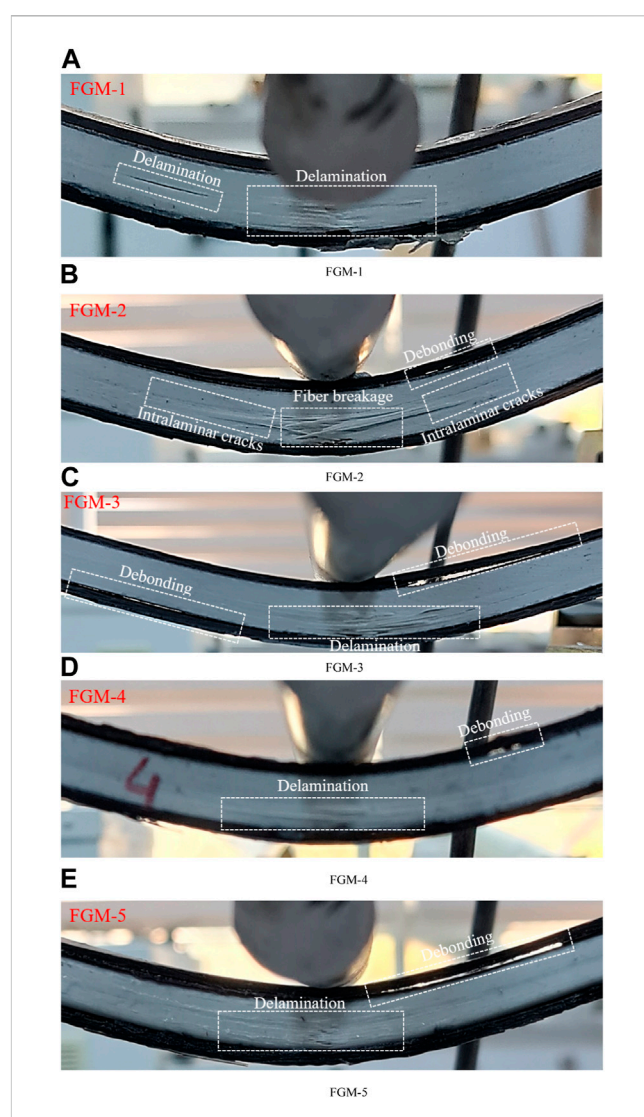 A
FGM-1
Delamination
Delamination
FGM-1
B
FGM-2
Debonding
Fiber breakage
Intralaminar cracks
Intralaminar cracks
FGM-2
C
FGM-3
Debonding
Debonding
Delamination
FGM-3
D
FGM-4
Debonding
4
Delamination
FGM-4
E
FGM-5
Debonding
Delamination
FGM-5